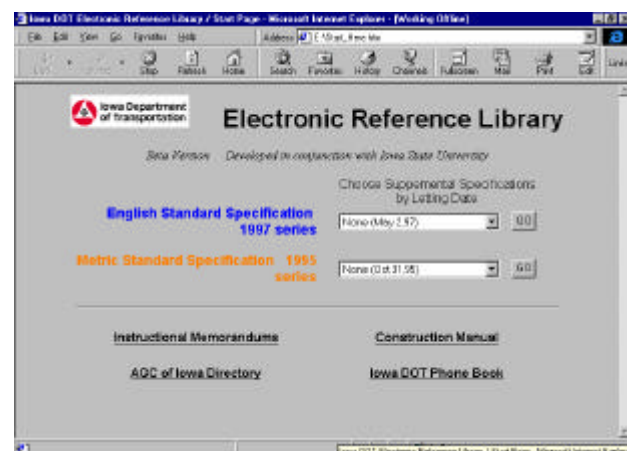 Iowa DOT Electronic Reference Library / Start Page - Microsoft Internet Explorer - [Working Offline]
File Edit View Go Favorites Help Address
Stop Refresh Home Search Favorites History Channels Fullscreen Mail Print Edit
Iowa Department
of Transportation
Electronic Reference Library
Beta Version Developed in conjunction with Iowa State University
Choose Supplemental Specifications
by Letting Date
English Standard Specification
1997 series
None (May 2,97)
GO
Metric Standard Specification 1995
series
None (Oct 31,95)
GO
Instructional Memorandums
Construction Manual
AGC of Iowa Directory
Iowa DOT Phone Book